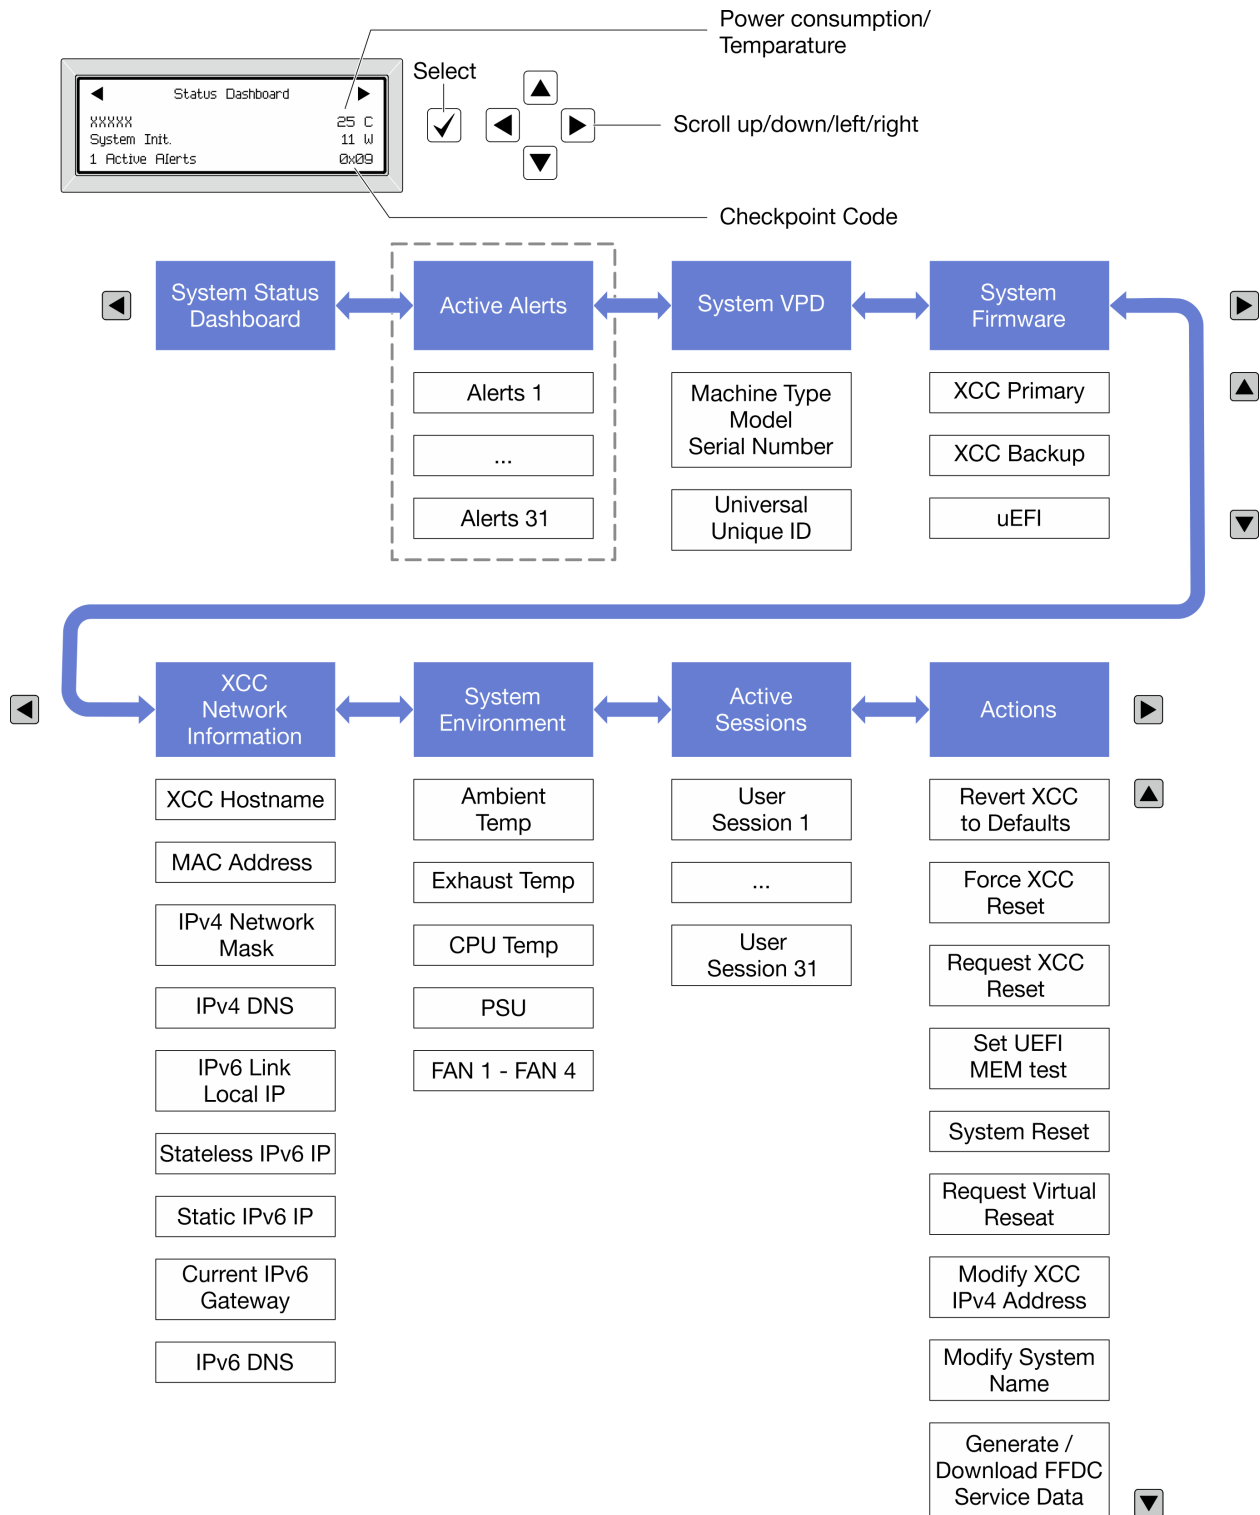 Power consumption/
Temparature
Select
Status Dashboard
XXXXX 25 C
System Init. 11 W
1 Active Alerts 0x09
Scroll up/down/left/right
Checkpoint Code
System Status
Dashboard
Active Alerts
Alerts 1
...
Alerts 31
System VPD
Machine Type
Model
Serial Number
Universal
Unique ID
System
Firmware
XCC Primary
XCC Backup
uEFI
XCC
Network
Information
XCC Hostname
MAC Address
IPv4 Network
Mask
IPv4 DNS
IPv6 Link
Local IP
Stateless IPv6 IP
Static IPv6 IP
Current IPv6
Gateway
IPv6 DNS
System
Environment
Ambient
Temp
Exhaust Temp
CPU Temp
PSU
FAN 1 - FAN 4
Active
Sessions
User
Session 1
...
User
Session 31
Actions
Revert XCC
to Defaults
Force XCC
Reset
Request XCC
Reset
Set UEFI
MEM test
System Reset
Request Virtual
Reseat
Modify XCC
IPv4 Address
Modify System
Name
Generate /
Download FFDC
Service Data